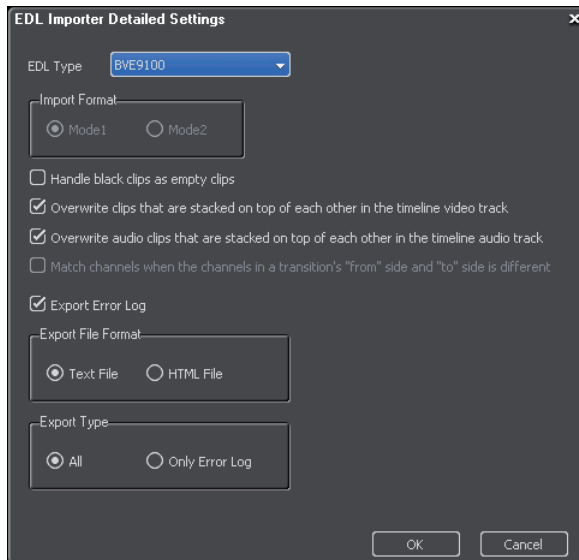 EDL Importer Detailed Settings
EDL Type BVE9100
Import Format
Mode1 Mode2
Handle black clips as empty clips
Overwrite clips that are stacked on top of each other in the timeline video track
Overwrite audio clips that are stacked on top of each other in the timeline audio track
Match channels when the channels in a transition's "from" side and "to" side is different
Export Error Log
Export File Format
Text File HTML File
Export Type
All Only Error Log
OK Cancel